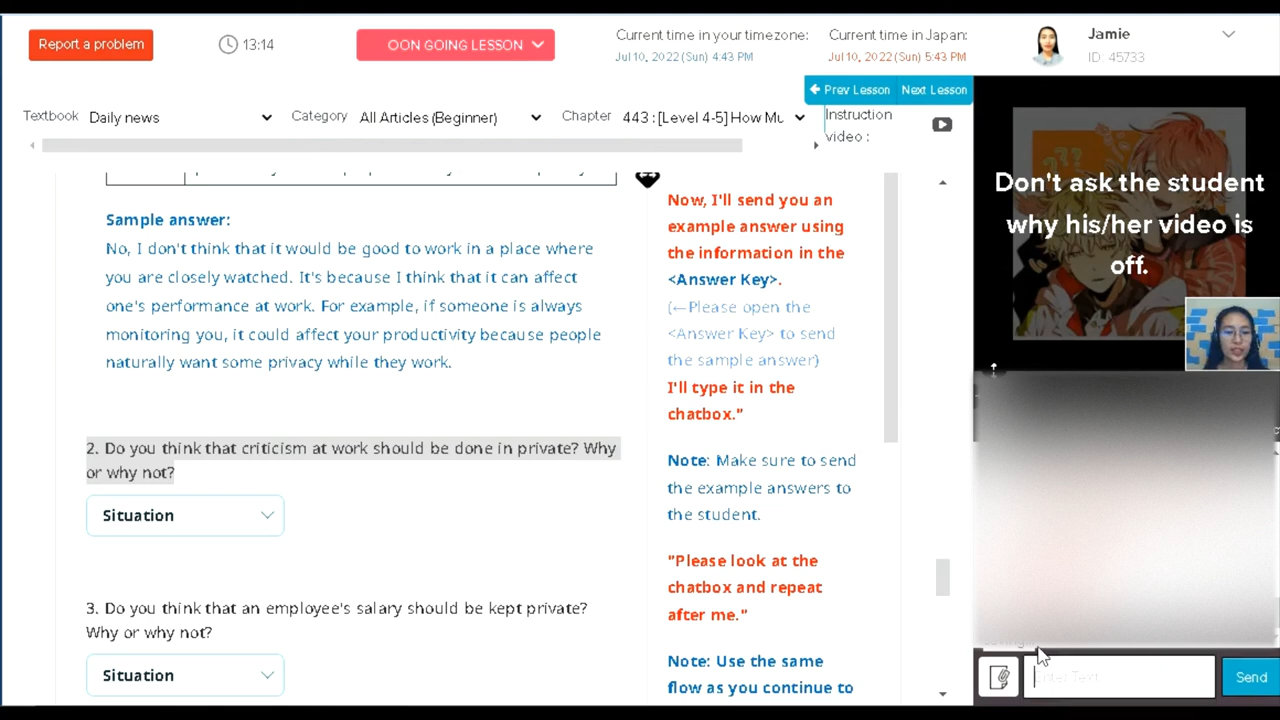 Report a problem
13:14
OON GOING LESSON
Current time in your timezone:
Jul 10, 2022 (Sun) 4:43 PM
Current time in Japan:
Jul 10, 2022 (Sun) 5:43 PM
Jamie
ID: 45733
Prev Lesson Next Lesson
Textbook Daily news Category All Articles (Beginner) Chapter 443 : [Level 4-5] How Mu
Instruction
video :
Sample answer:
No, I don't think that it would be good to work in a place where
you are closely watched. It's because I think that it can affect
one's performance at work. For example, if someone is always
monitoring you, it could affect your productivity because people
naturally want some privacy while they work.
2. Do you think that criticism at work should be done in private? Why
or why not?
Situation
3. Do you think that an employee's salary should be kept private?
Why or why not?
Situation
Now, I'll send you an
example answer using
the information in the
<Answer Key>.
(←Please open the
<Answer Key> to send
the sample answer)
I'll type it in the
chatbox."
Note: Make sure to send
the example answers to
the student.
"Please look at the
chatbox and repeat
after me."
Note: Use the same
flow as you continue to
Don't ask the student
why his/her video is
off.
Enter Text
Send